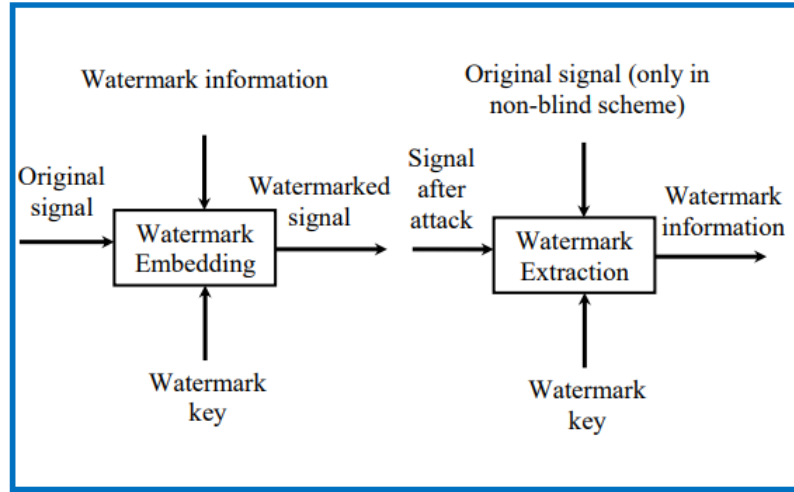 Watermark information
Original
signal
Watermarked
signal
Watermark
Embedding
Watermark
key
Original signal (only in
non-blind scheme)
Signal
after
attack
Watermark
information
Watermark
Extraction
Watermark
key